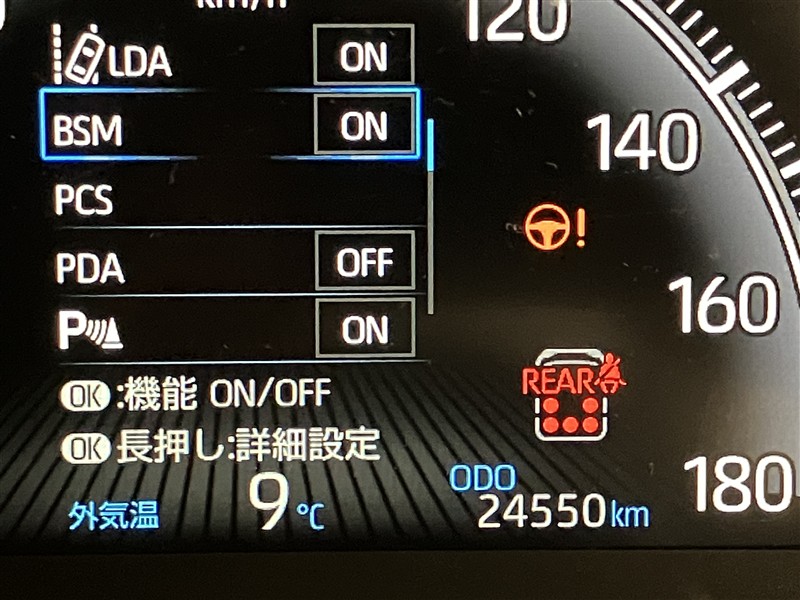 km/h
120
LDA ON
BSM ON
140
PCS
PDA OFF
160
P ON
REAR
OK:機能 ON/OFF
OK長押し:詳細設定
180
外気温 9℃
ODO
24550km